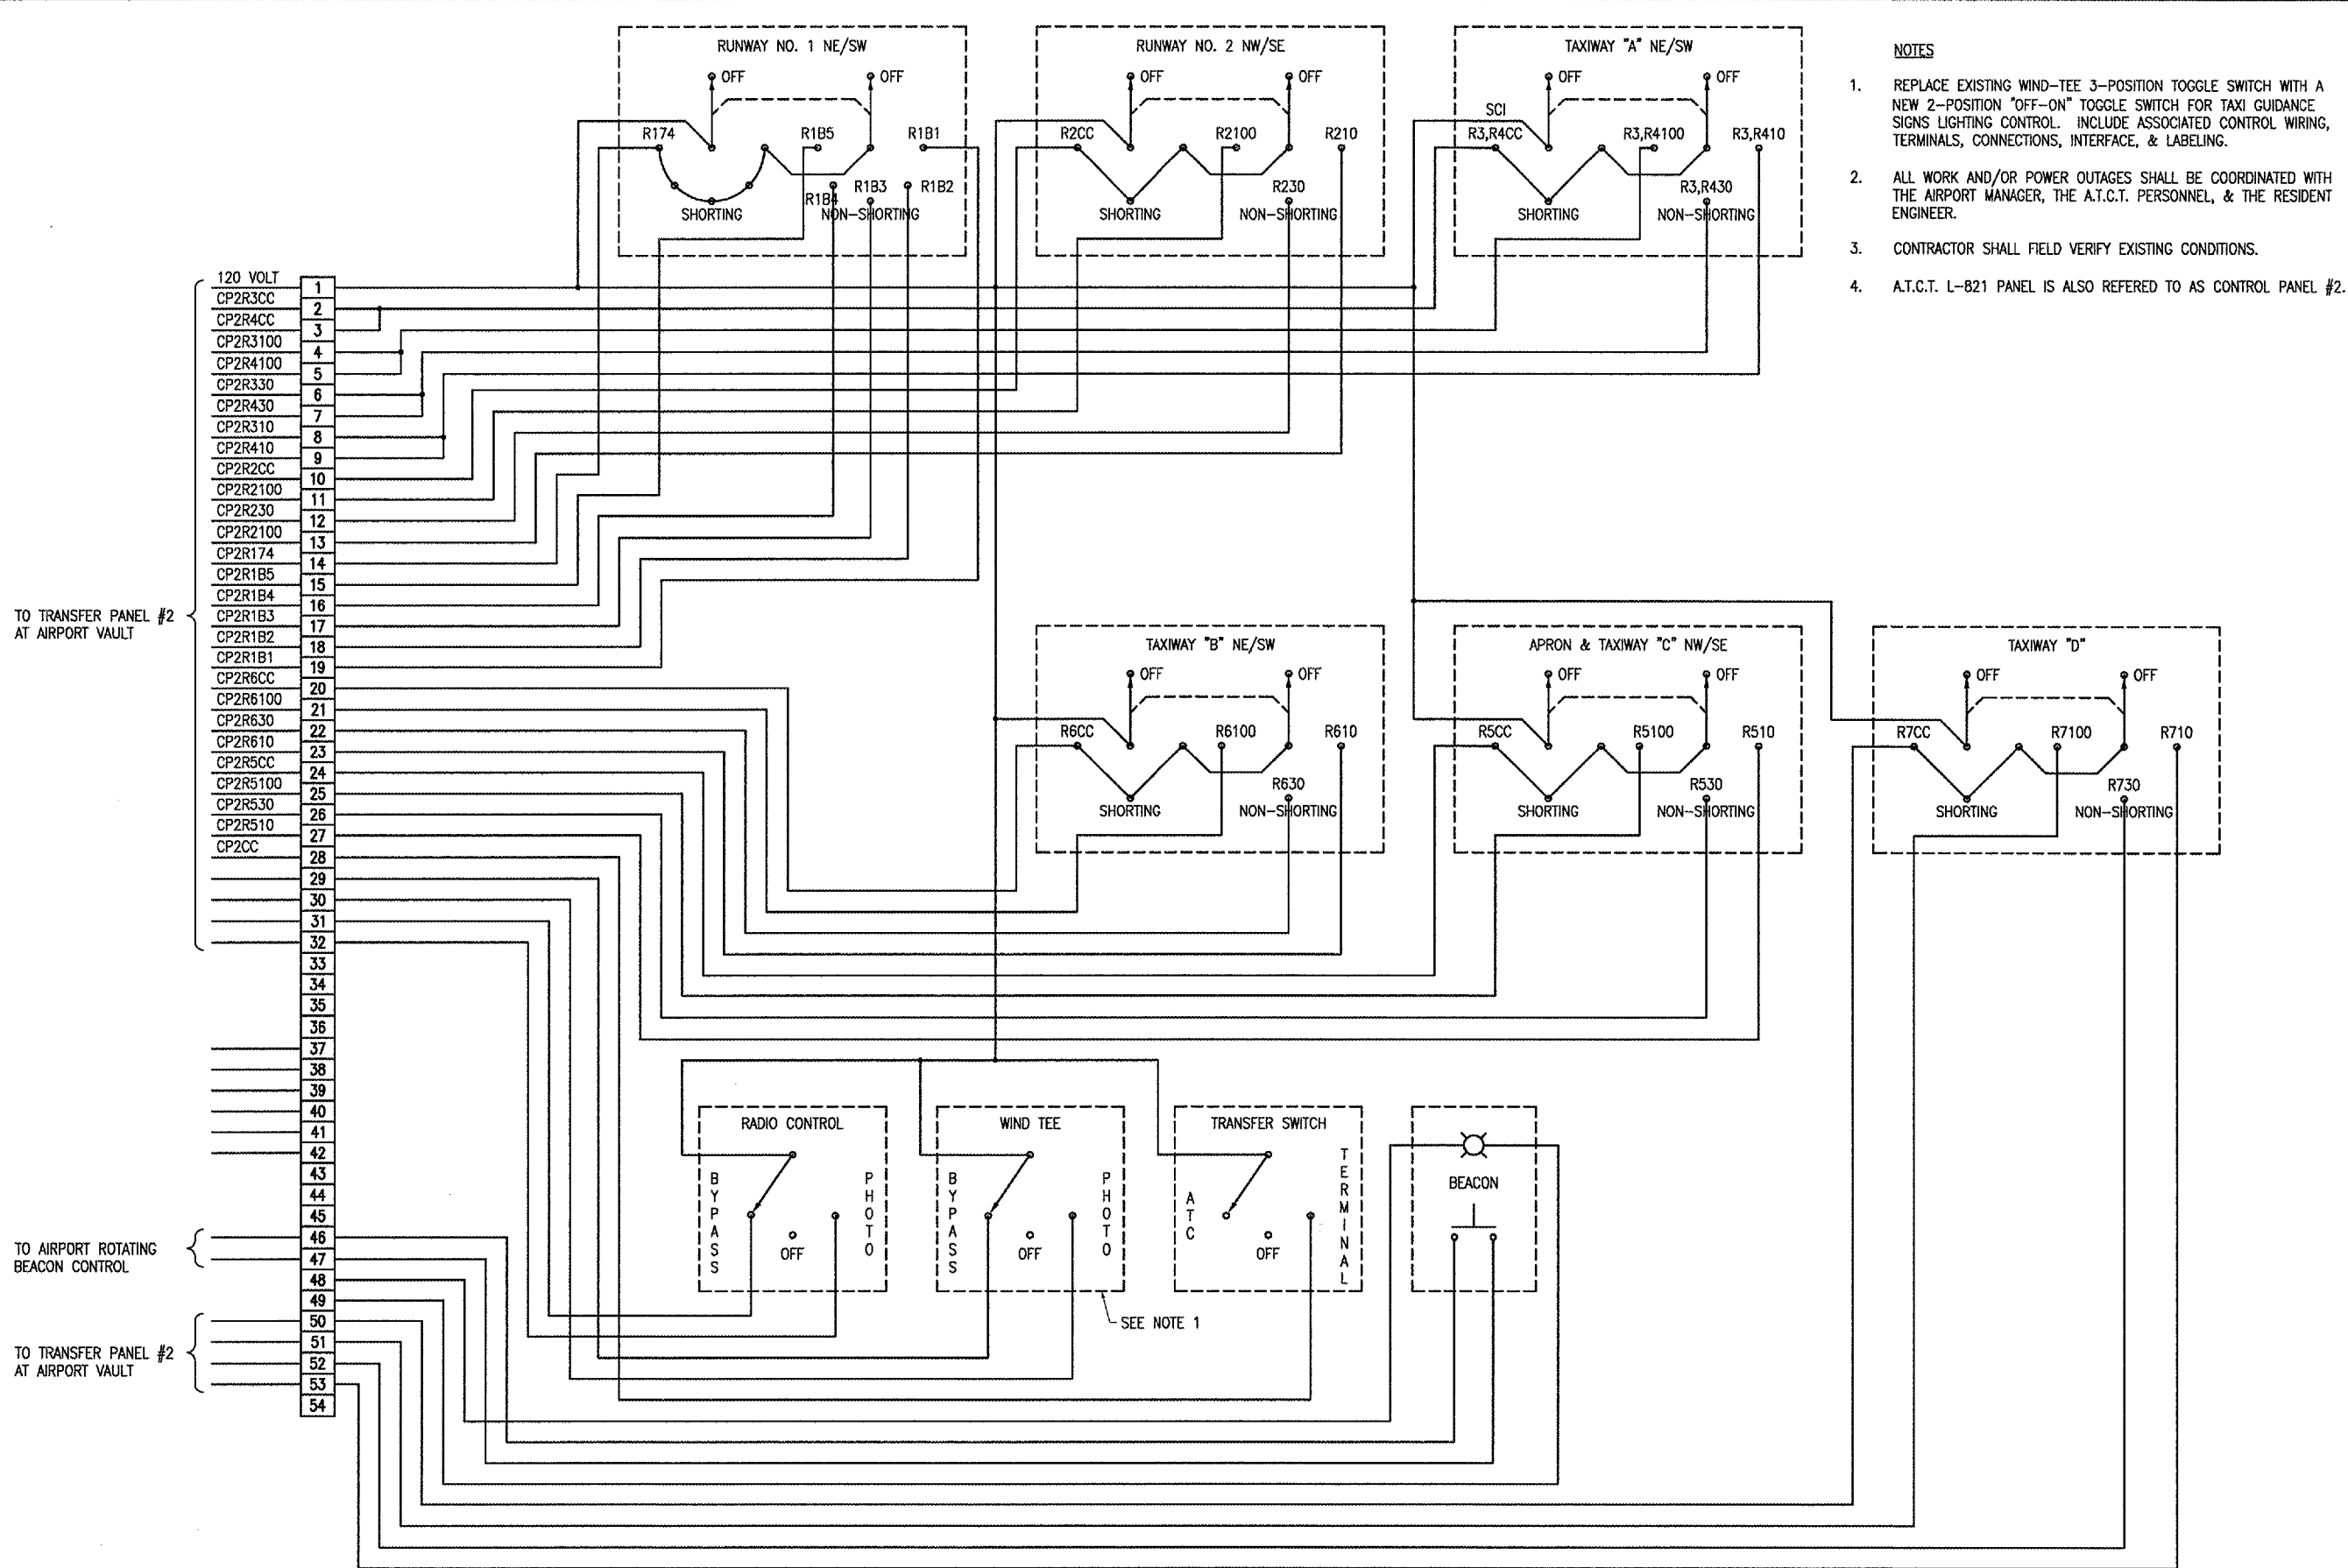 RUNWAY NO. 1 NE/SW
OFF
OFF
R174
R1B5
R1B1
R1B4
R1B3
R1B2
SHORTING
NON-SHORTING
RUNWAY NO. 2 NW/SE
OFF
OFF
R2CC
R2100
R210
R230
SHORTING
NON-SHORTING
TAXIWAY "A" NE/SW
OFF
OFF
SCI
R3,R4CC
R3,R4100
R3,R410
R3,R430
SHORTING
NON-SHORTING
NOTES
1. REPLACE EXISTING WIND-TEE 3-POSITION TOGGLE SWITCH WITH A
NEW 2-POSITION "OFF-ON" TOGGLE SWITCH FOR TAXI GUIDANCE
SIGNS LIGHTING CONTROL. INCLUDE ASSOCIATED CONTROL WIRING,
TERMINALS, CONNECTIONS, INTERFACE, & LABELING.
2. ALL WORK AND/OR POWER OUTAGES SHALL BE COORDINATED WITH
THE AIRPORT MANAGER, THE A.T.C.T. PERSONNEL, & THE RESIDENT
ENGINEER.
3. CONTRACTOR SHALL FIELD VERIFY EXISTING CONDITIONS.
4. A.T.C.T. L-821 PANEL IS ALSO REFERED TO AS CONTROL PANEL #2.
120 VOLT 1
CP2R3CC 2
CP2R4CC 3
CP2R3100 4
CP2R4100 5
CP2R330 6
CP2R430 7
CP2R310 8
CP2R410 9
CP2R2CC 10
CP2R2100 11
CP2R230 12
CP2R2100 13
CP2R174 14
CP2R1B5 15
CP2R1B4 16
CP2R1B3 17
CP2R1B2 18
CP2R1B1 19
CP2R6CC 20
CP2R6100 21
CP2R630 22
CP2R610 23
CP2R5CC 24
CP2R5100 25
CP2R530 26
CP2R510 27
CP2CC 28
29
30
31
32
33
34
35
36
37
38
39
40
41
42
43
44
45
46
47
48
49
50
51
52
53
54
TO TRANSFER PANEL #2
AT AIRPORT VAULT
TO AIRPORT ROTATING
BEACON CONTROL
TO TRANSFER PANEL #2
AT AIRPORT VAULT
TAXIWAY "B" NE/SW
OFF
OFF
R6CC
R6100
R610
R630
SHORTING
NON-SHORTING
APRON & TAXIWAY "C" NW/SE
OFF
OFF
R5CC
R5100
R510
R530
SHORTING
NON-SHORTING
TAXIWAY "D"
OFF
OFF
R7CC
R7100
R710
R730
SHORTING
NON-SHORTING
RADIO CONTROL
BYPASS
OFF
PHOTO
WIND TEE
BYPASS
OFF
PHOTO
SEE NOTE 1
TRANSFER SWITCH
ATC
OFF
TERMINAL
BEACON